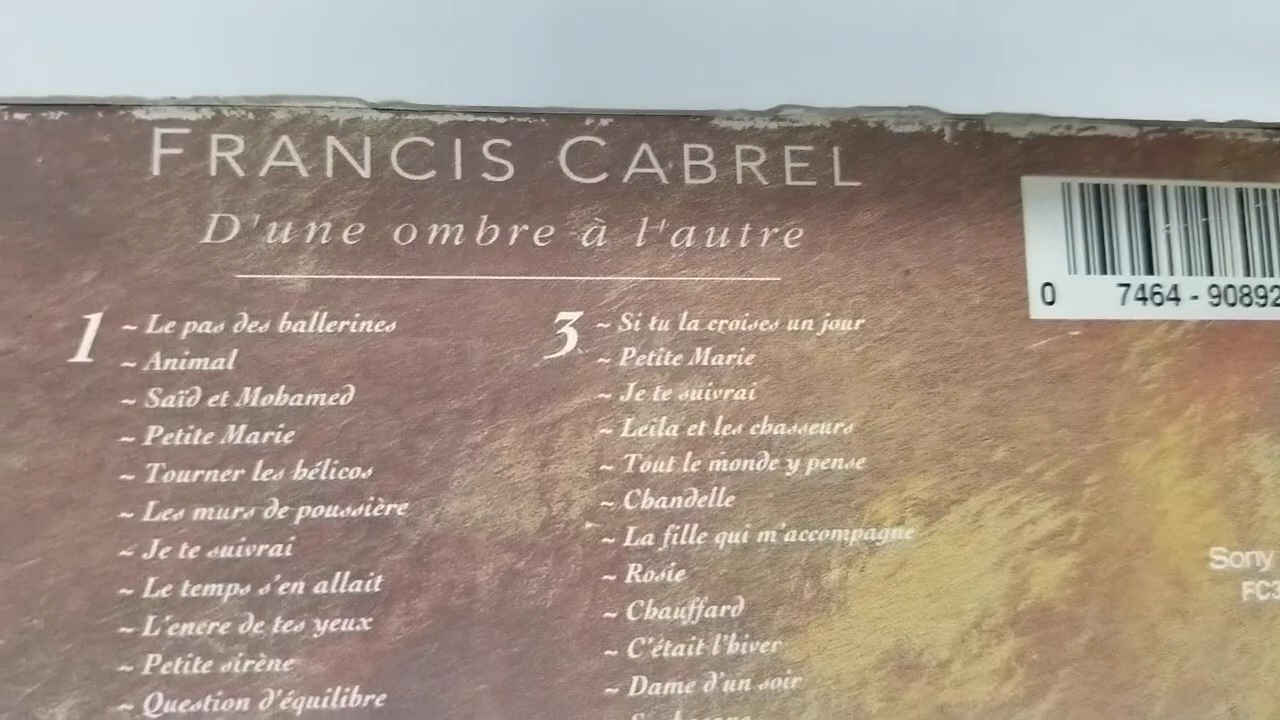 FRANCIS CABREL
D'une ombre à l'autre
1
~ Le pas des ballerines
~ Animal
~ Saïd et Mohamed
~ Petite Marie
~ Tourner les hélicos
~ Les murs de poussière
~ Je te suivrai
~ Le temps s'en allait
~ L'encre de tes yeux
~ Petite sirène
~ Question d'équilibre
3
~ Si tu la croises un jour
~ Petite Marie
~ Je te suivrai
~ Leïla et les chasseurs
~ Tout le monde y pense
~ Chandelle
~ La fille qui m'accompagne
~ Rosie
~ Chauffard
~ C'était l'hiver
~ Dame d'un soir
0 7464 - 90892
Sony
FC3